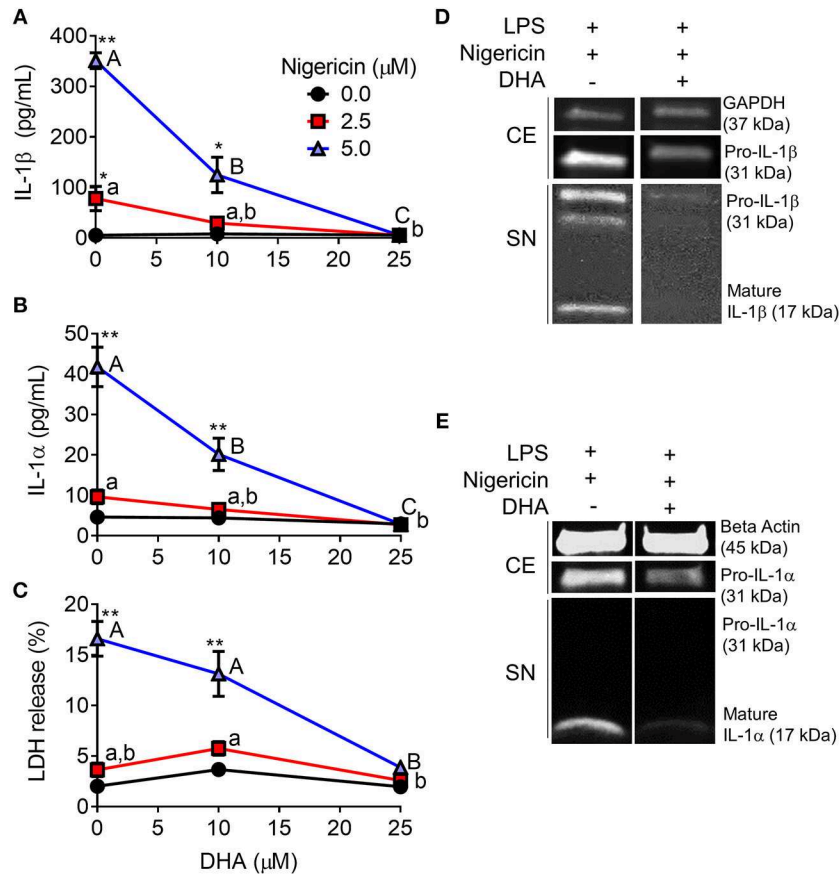 A
IL-1β (pg/mL)
400
300
200
100
0
** A
* a
* B
a,b
C
b
Nigericin (μM)
0.0
2.5
5.0
0 5 10 15 20 25
B
IL-1α (pg/mL)
50
40
30
20
10
0
** A
a
** B
a,b
C
b
0 5 10 15 20 25
C
LDH release (%)
20
15
10
5
0
** A
a,b
** A
a
B
b
0 5 10 15 20 25
DHA (μM)
D
LPS + +
Nigericin + +
DHA - +
CE
GAPDH
(37 kDa)
Pro-IL-1β
(31 kDa)
SN
Pro-IL-1β
(31 kDa)
Mature
IL-1β (17 kDa)
E
LPS + +
Nigericin + +
DHA - +
CE
Beta Actin
(45 kDa)
Pro-IL-1α
(31 kDa)
SN
Pro-IL-1α
(31 kDa)
Mature
IL-1α (17 kDa)